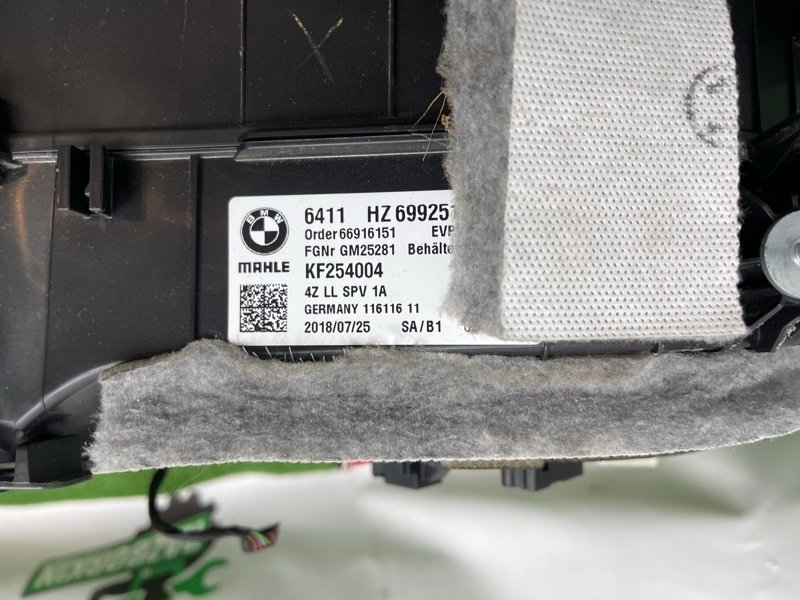 BMW
6411 HZ 699251
Order 66916151 EVP
FGNr GM25281 Behälte
MAHLE KF254004
4Z LL SPV 1A
GERMANY 116116 11
2018/07/25 SA/B1